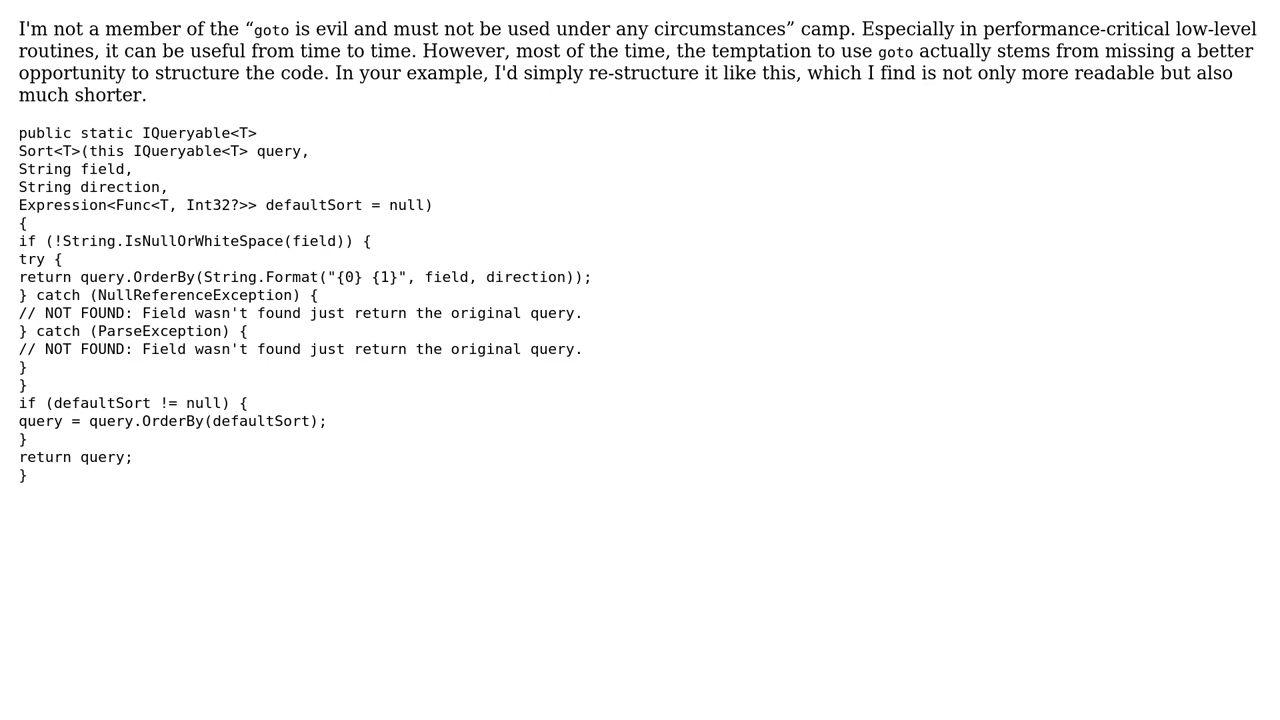 I'm not a member of the “goto is evil and must not be used under any circumstances” camp. Especially in performance-critical low-level
routines, it can be useful from time to time. However, most of the time, the temptation to use goto actually stems from missing a better
opportunity to structure the code. In your example, I'd simply re-structure it like this, which I find is not only more readable but also
much shorter.
public static IQueryable<T>
Sort<T>(this IQueryable<T> query,
String field,
String direction,
Expression<Func<T, Int32?>> defaultSort = null)
{
if (!String.IsNullOrWhiteSpace(field)) {
try {
return query.OrderBy(String.Format("{0} {1}", field, direction));
} catch (NullReferenceException) {
// NOT FOUND: Field wasn't found just return the original query.
} catch (ParseException) {
// NOT FOUND: Field wasn't found just return the original query.
}
}
if (defaultSort != null) {
query = query.OrderBy(defaultSort);
}
return query;
}